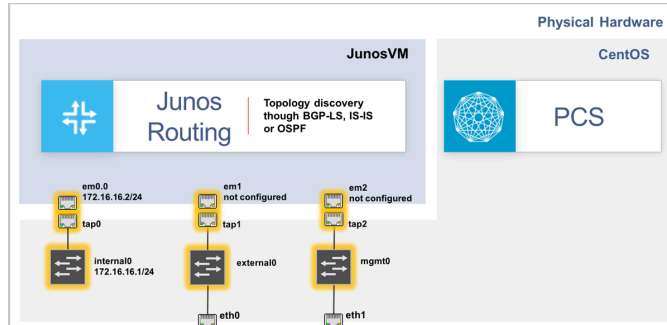 Physical Hardware
JunosVM
CentOS
Junos
Routing
Topology discovery
though BGP-LS, IS-IS
or OSPF
PCS
em0.0
172.16.16.2/24
em1
not configured
em2
not configured
tap0
tap1
tap2
internal0
172.16.16.1/24
external0
mgmt0
eth0
eth1